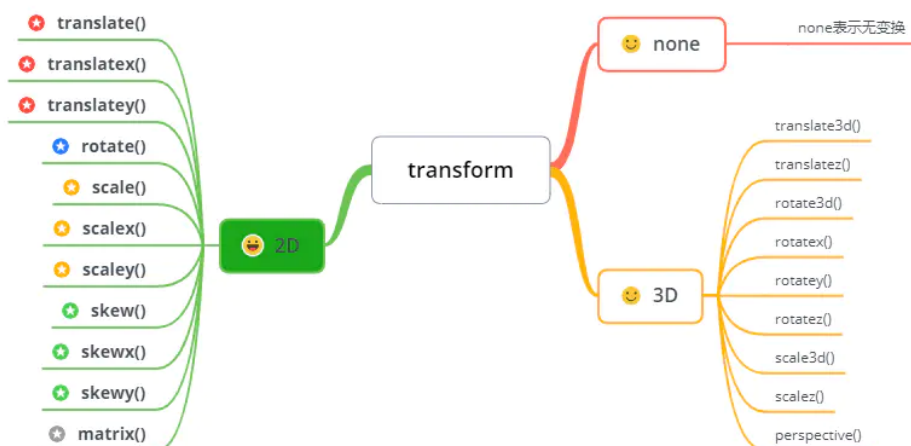 transform
none
none表示无变换
2D
translate()
translatex()
translatey()
rotate()
scale()
scalex()
scaley()
skew()
skewx()
skewy()
matrix()
3D
translate3d()
translatez()
rotate3d()
rotatex()
rotatey()
rotatez()
scale3d()
scalez()
perspective()